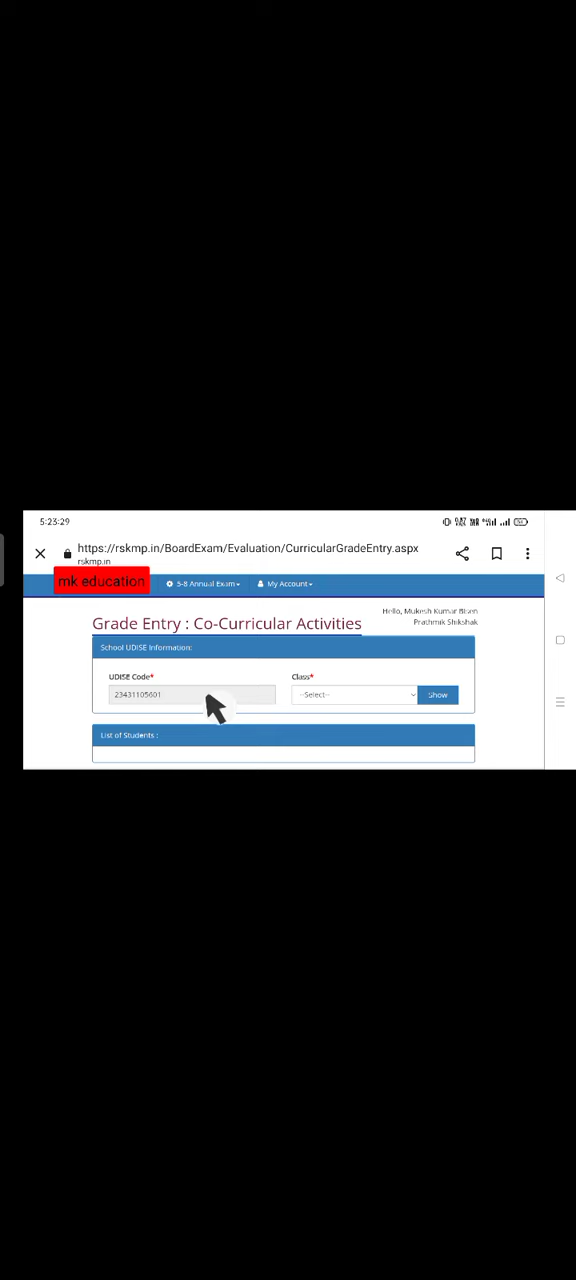 5:23:29
https://rskmp.in/BoardExam/Evaluation/CurricularGradeEntry.aspx
rskmp.in
mk education
5-8 Annual Exam
My Account
Hello, Mukesh Kumar Bisen
Prathmik Shikshak
Grade Entry : Co-Curricular Activities
School UDISE Information:
UDISE Code*
Class*
23431105601
--Select--
Show
List of Students :